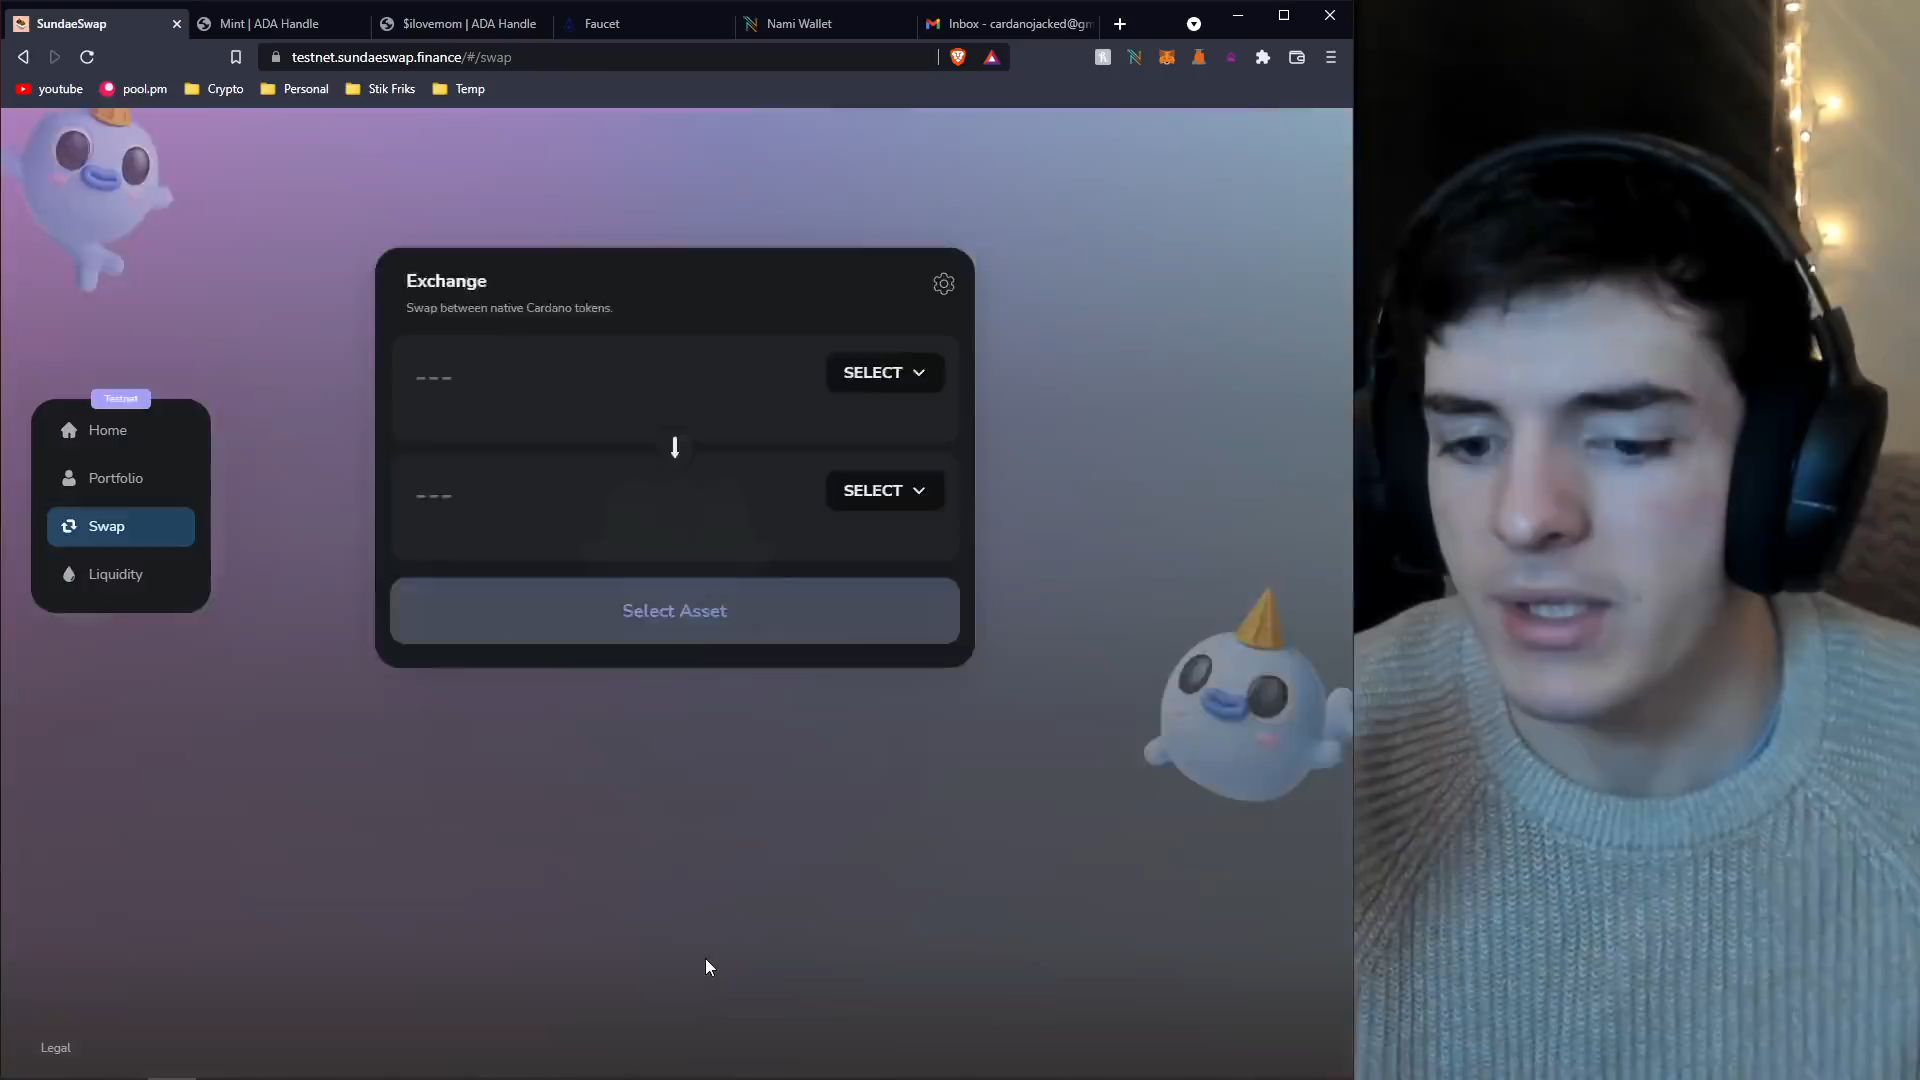 SundaeSwap
Mint | ADA Handle
$ilovemom | ADA Handle
Faucet
Nami Wallet
Inbox - cardanojacked@gm
testnet.sundaeswap.finance/#/swap
youtube
pool.pm
Crypto
Personal
Stik Friks
Temp
Exchange
Swap between native Cardano tokens.
---
SELECT
---
SELECT
Select Asset
Testnet
Home
Portfolio
Swap
Liquidity
Legal